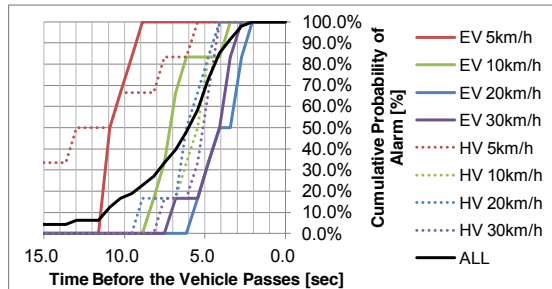 100.0%
90.0%
80.0%
70.0%
60.0%
50.0%
40.0%
30.0%
20.0%
10.0%
0.0%
Cumulative Probability of
Alarm [%]
15.0
10.0
5.0
0.0
Time Before the Vehicle Passes [sec]
EV 5km/h
EV 10km/h
EV 20km/h
EV 30km/h
HV 5km/h
HV 10km/h
HV 20km/h
HV 30km/h
ALL